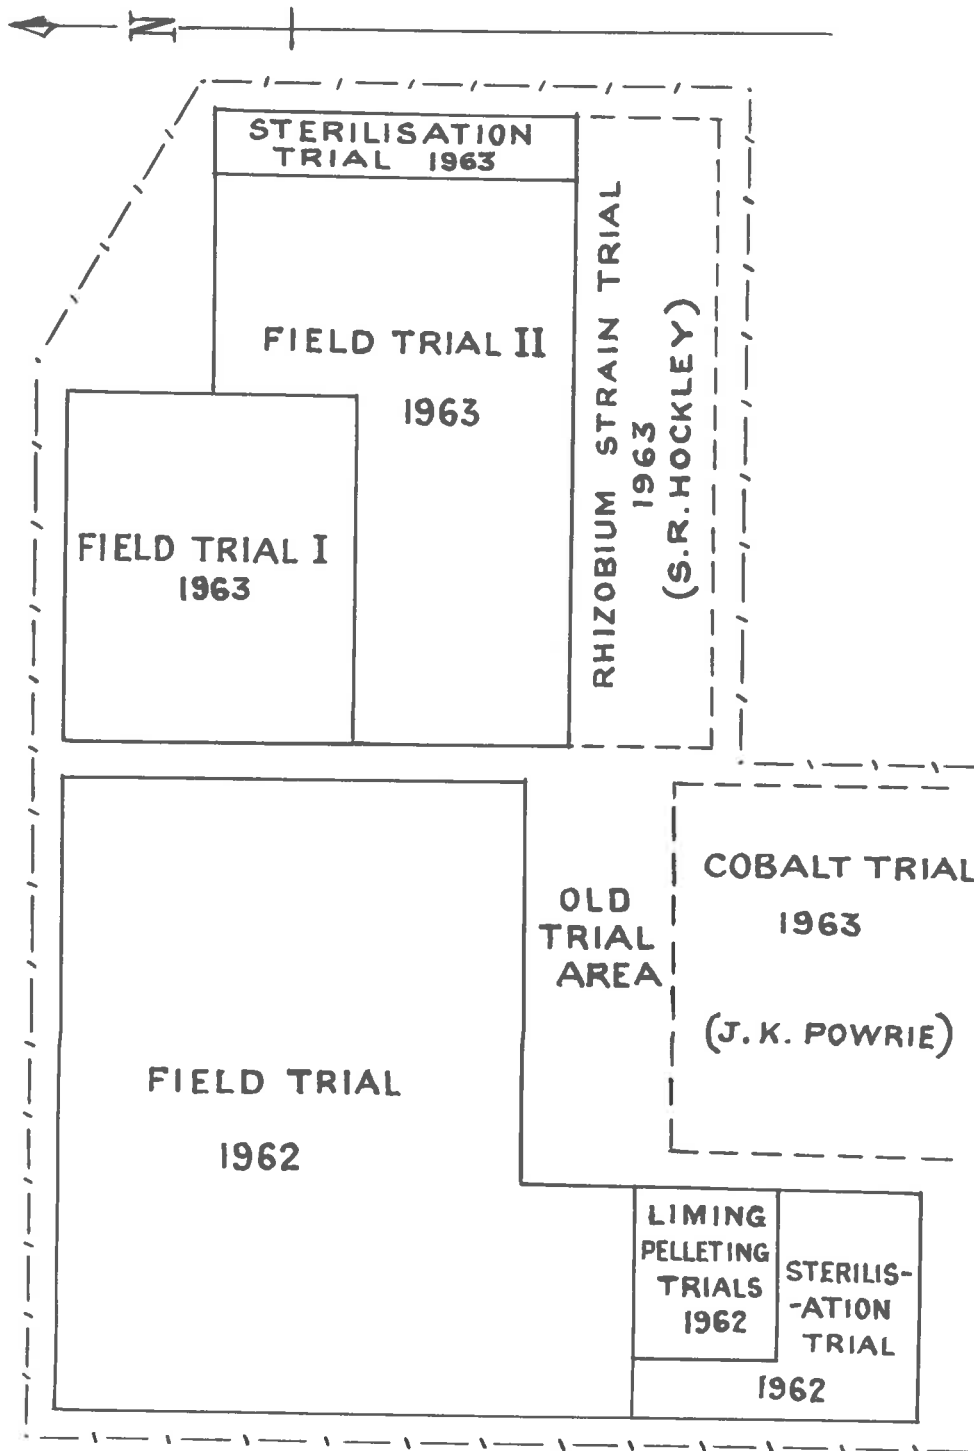 N
STERILISATION
TRIAL 1963
FIELD TRIAL II
1963
RHIZOBIUM STRAIN TRIAL
1963
(S.R. HOCKLEY)
FIELD TRIAL I
1963
COBALT TRIAL
1963
(J.K. POWRIE)
OLD
TRIAL
AREA
FIELD TRIAL
1962
LIMING
PELLETING
TRIALS
1962
STERILIS-
-ATION
TRIAL
1962